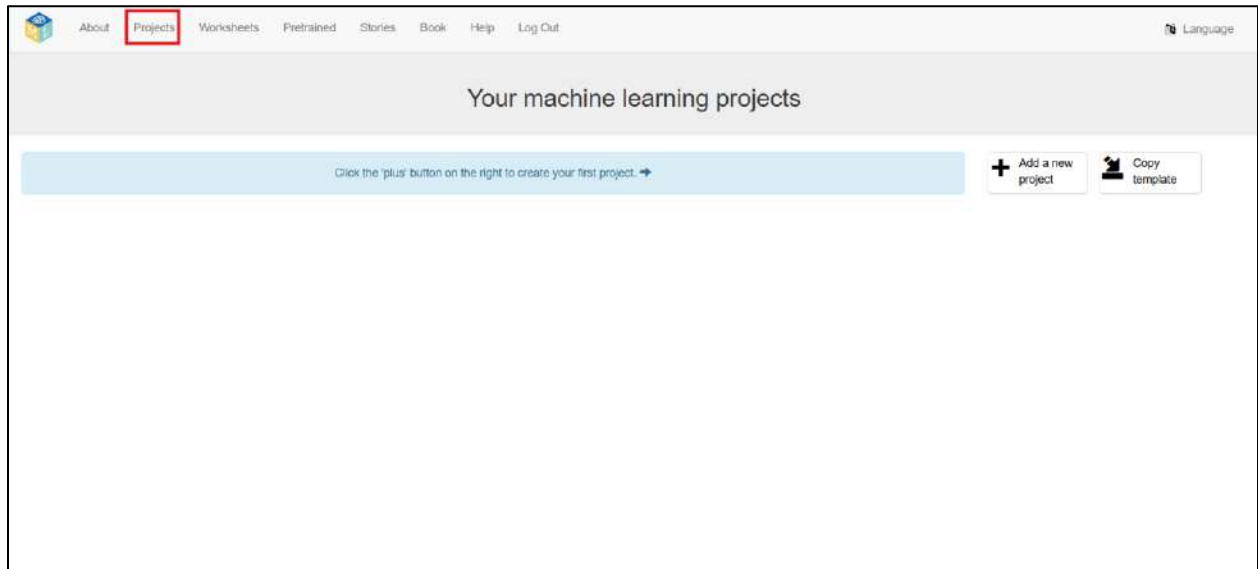 About Projects Worksheets Pretrained Stories Book Help Log Out Language
Your machine learning projects
Click the 'plus' button on the right to create your first project.
Add a new
project
Copy
template